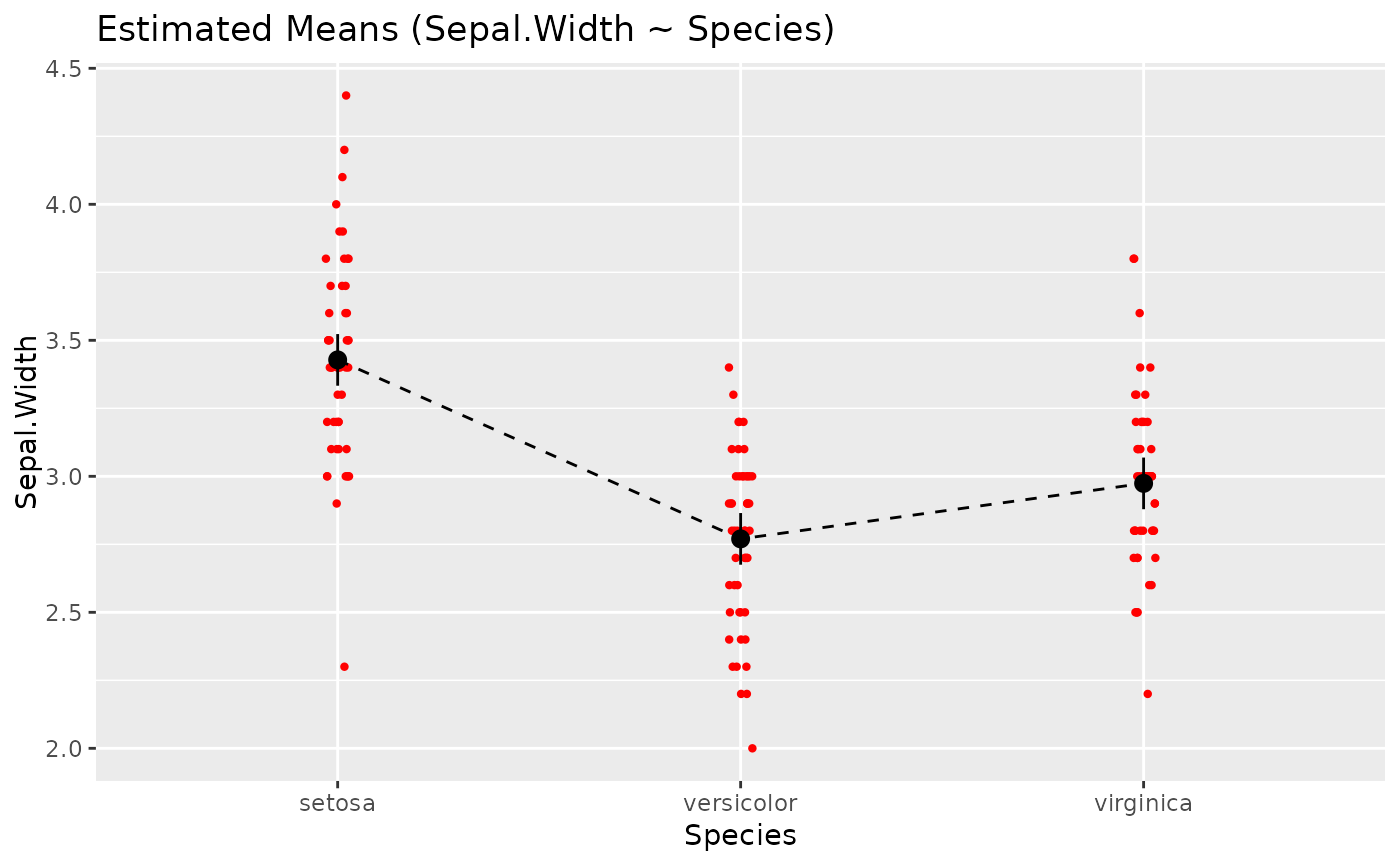 Estimated Means (Sepal.Width ~ Species)
4.5
4.0
3.5
3.0
2.5
2.0
Sepal.Width
setosa versicolor virginica
Species